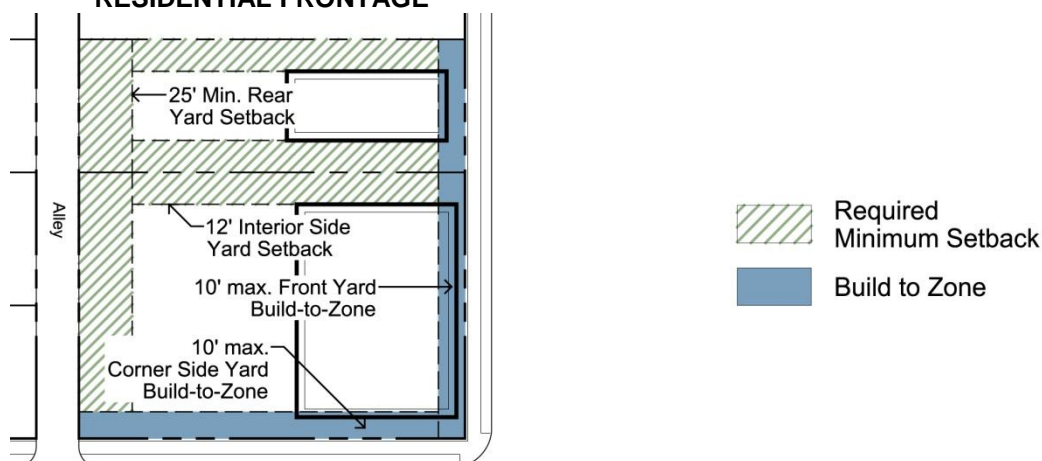 RESIDENTIAL FRONTAGE
25' Min. Rear
Yard Setback
Alley
12' Interior Side
Yard Setback
10' max. Front Yard
Build-to-Zone
10' max.
Corner Side Yard
Build-to-Zone
Required
Minimum Setback
Build to Zone